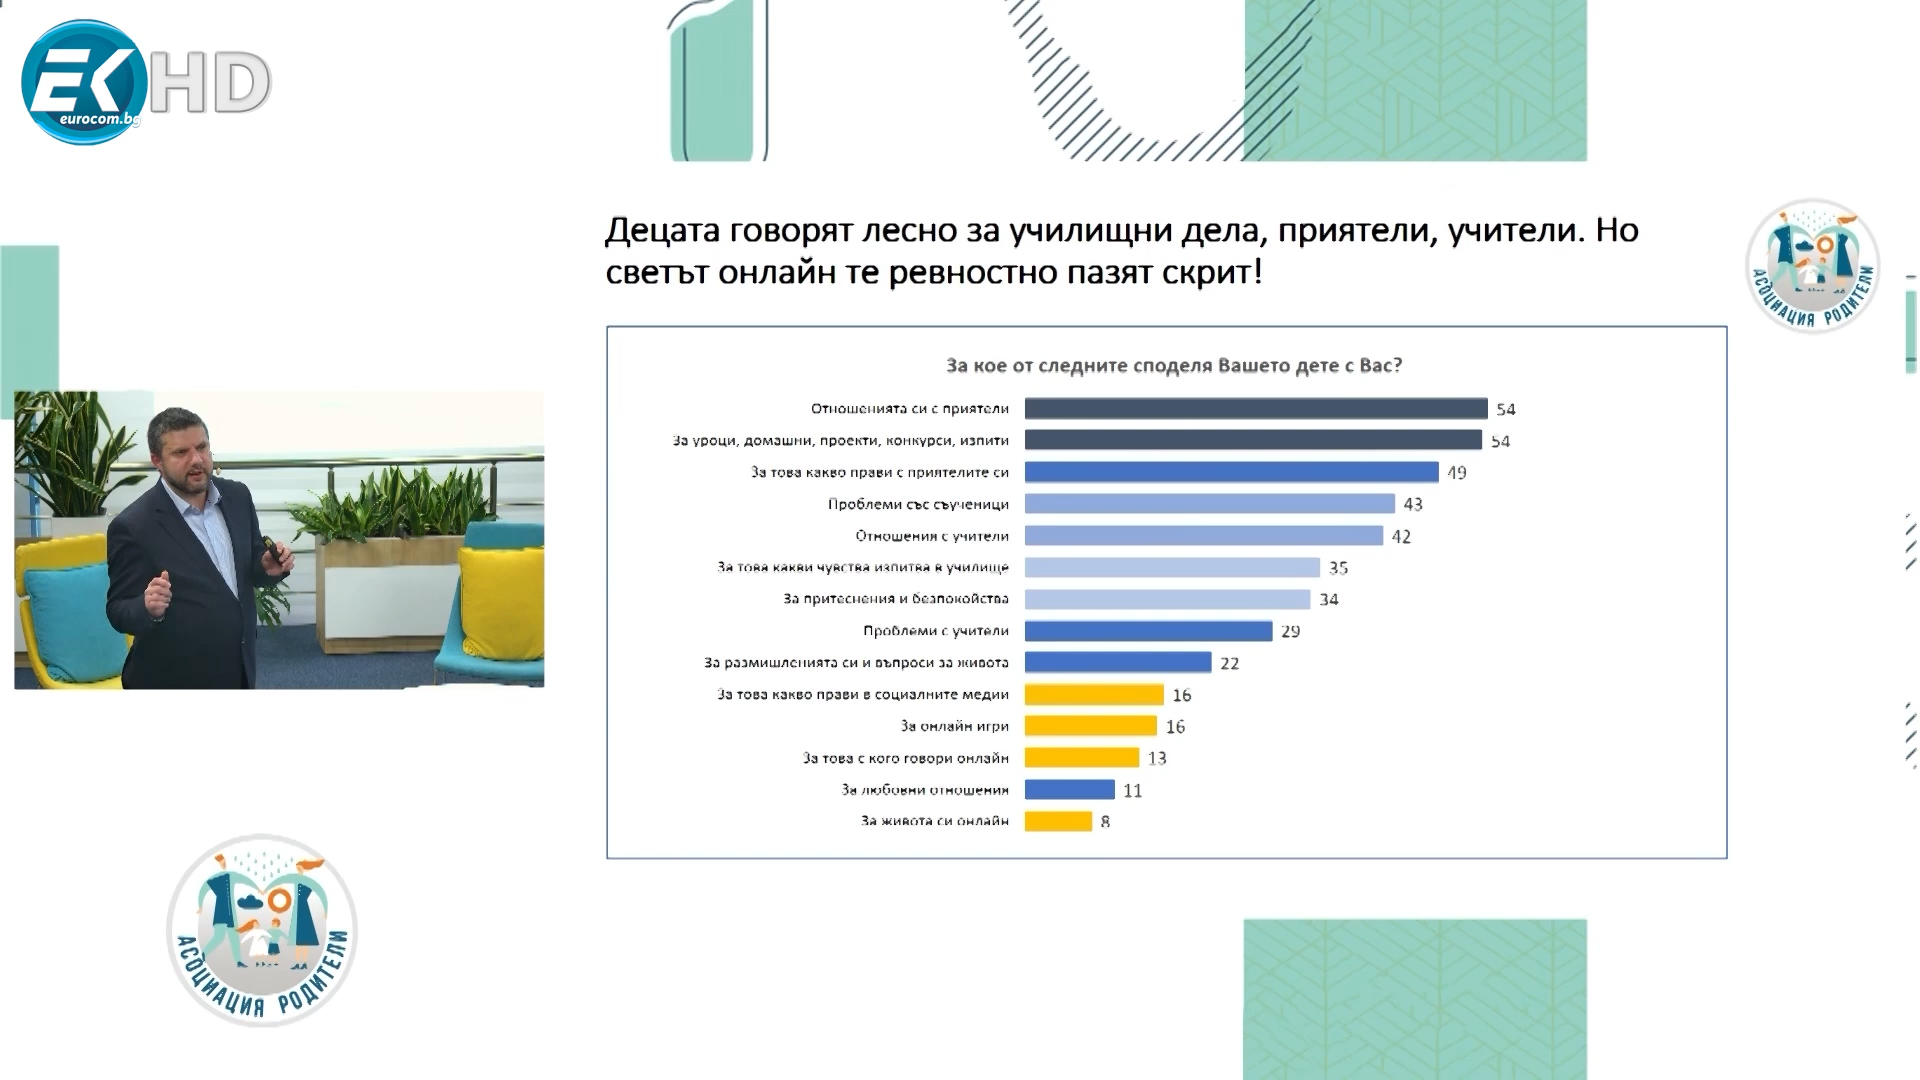 EK HD
eurocom.bg
Децата говорят лесно за училищни дела, приятели, учители. Но
светът онлайн те ревностно пазят скрит!
АСОЦИАЦИЯ РОДИТЕЛИ
За кое от следните споделя Вашето дете с Вас?
Отношенията си с приятели 54
За уроци, домашни, проекти, конкурси, изпити 54
За това какво прави с приятелите си 49
Проблеми със съученици 43
Отношения с учители 42
За това какви чувства изпитва в училище 35
За притеснения и безпокойства 34
Проблеми с учители 29
За размишленията си и въпроси за живота 22
За това какво прави в социалните медии 16
За онлайн игри 16
За това с кого говори онлайн 13
За любовни отношения 11
За живота си онлайн 8
АСОЦИАЦИЯ РОДИТЕЛИ